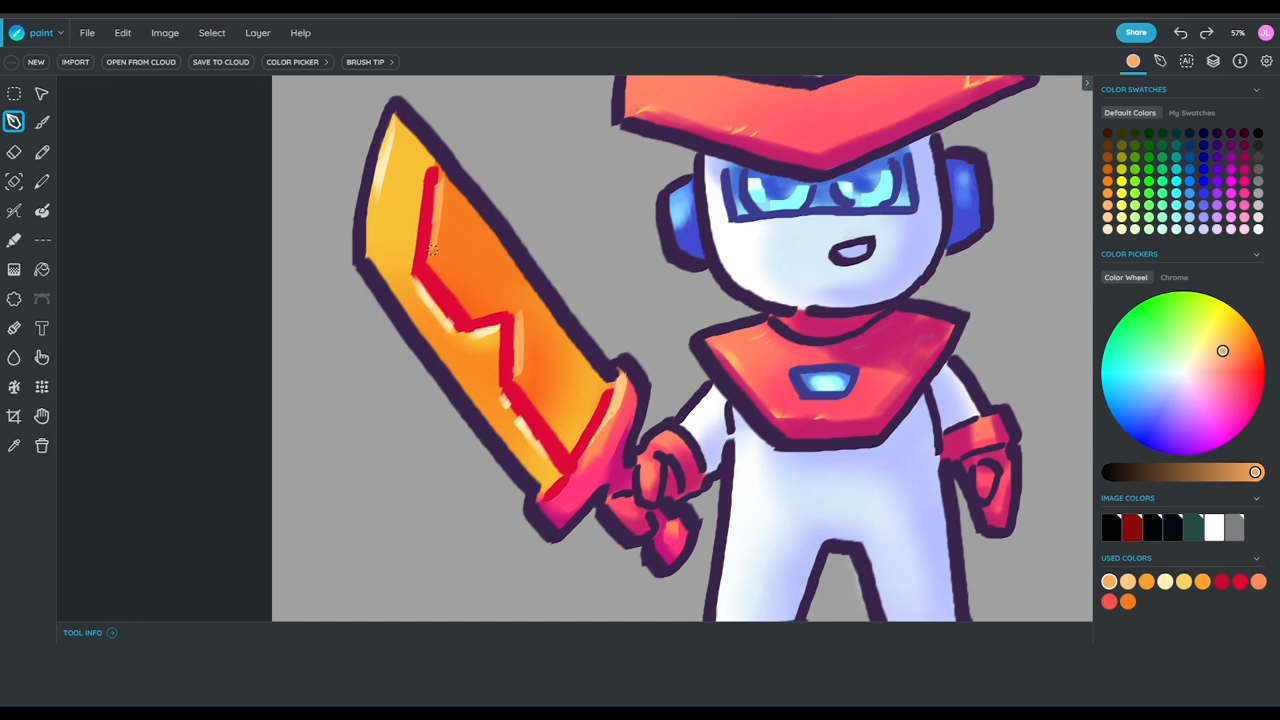 paint File Edit Image Select Layer Help Share 57% JL
NEW IMPORT OPEN FROM CLOUD SAVE TO CLOUD COLOR PICKER BRUSH TIP AI
COLOR SWATCHES
Default Colors My Swatches
COLOR PICKERS
Color Wheel Chrome
IMAGE COLORS
USED COLORS
TOOL INFO